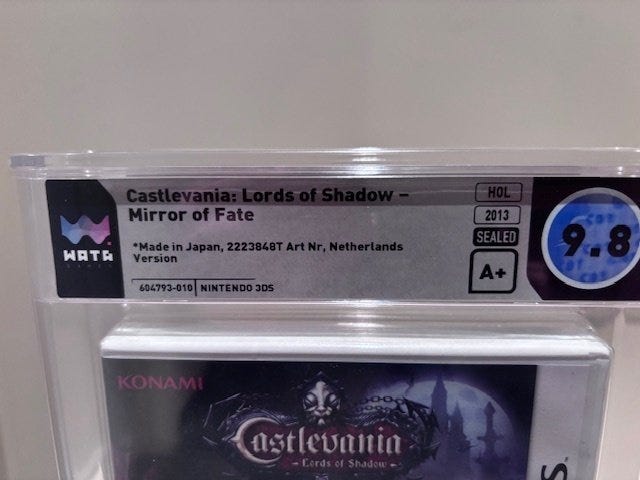 Castlevania: Lords of Shadow –
Mirror of Fate
*Made in Japan, 2223848T Art Nr, Netherlands
Version
604793-010 NINTENDO 3DS
WATA
HOL
2013
SEALED
A+
9.8
KONAMI
Castlevania
- Lords of Shadow -
S.